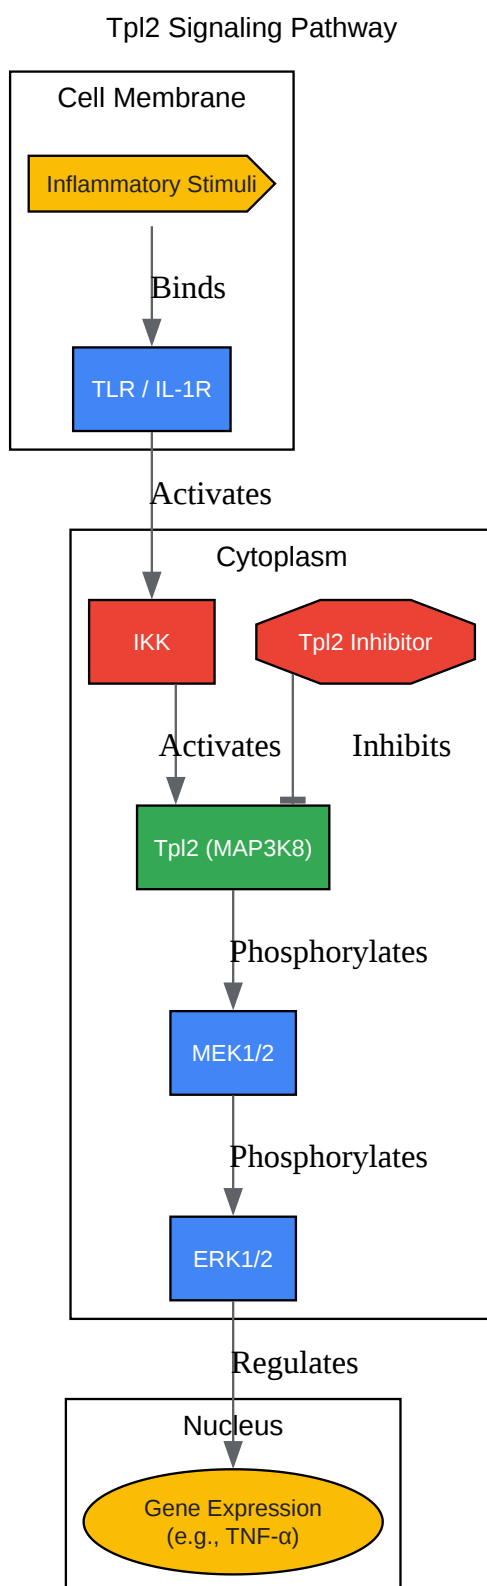 Tpl2 Signaling Pathway
Cell Membrane
Inflammatory Stimuli
Binds
TLR / IL-1R
Activates
Cytoplasm
IKK
Tpl2 Inhibitor
Activates
Inhibits
Tpl2 (MAP3K8)
Phosphorylates
MEK1/2
Phosphorylates
ERK1/2
Regulates
Nucleus
Gene Expression
(e.g., TNF-α)